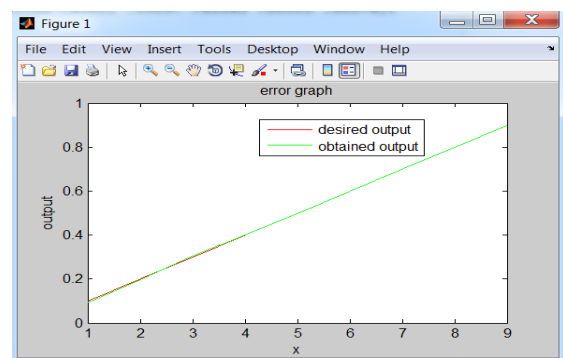 Figure 1
File Edit View Insert Tools Desktop Window Help
error graph
desired output
obtained output
1
0.8
0.6
0.4
0.2
0
output
1 2 3 4 5 6 7 8 9
x